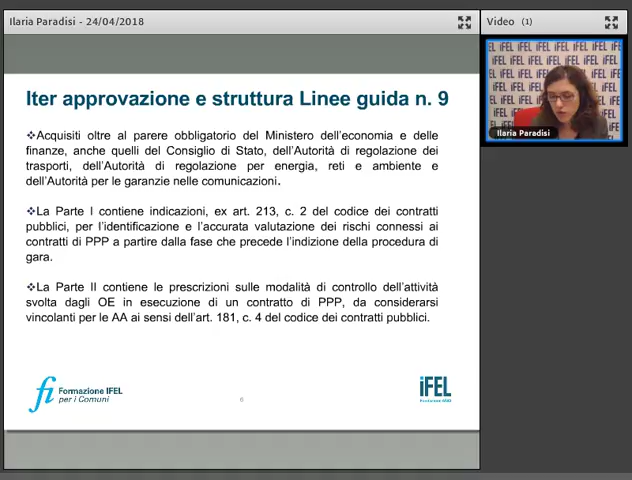 Ilaria Paradisi - 24/04/2018
Video (1)
Iter approvazione e struttura Linee guida n. 9
❖Acquisiti oltre al parere obbligatorio del Ministero dell'economia e delle
finanze, anche quelli del Consiglio di Stato, dell'Autorità di regolazione dei
trasporti, dell'Autorità di regolazione per energia, reti e ambiente e
dell'Autorità per le garanzie nelle comunicazioni.
❖La Parte I contiene indicazioni, ex art. 213, c. 2 del codice dei contratti
pubblici, per l'identificazione e l'accurata valutazione dei rischi connessi ai
contratti di PPP a partire dalla fase che precede l'indizione della procedura di
gara.
❖La Parte II contiene le prescrizioni sulle modalità di controllo dell'attività
svolta dagli OE in esecuzione di un contratto di PPP, da considerarsi
vincolanti per le AA ai sensi dell'art. 181, c. 4 del codice dei contratti pubblici.
fi Formazione IFEL
per i Comuni
6
iFEL
Fondazione ANCI
Ilaria Paradisi